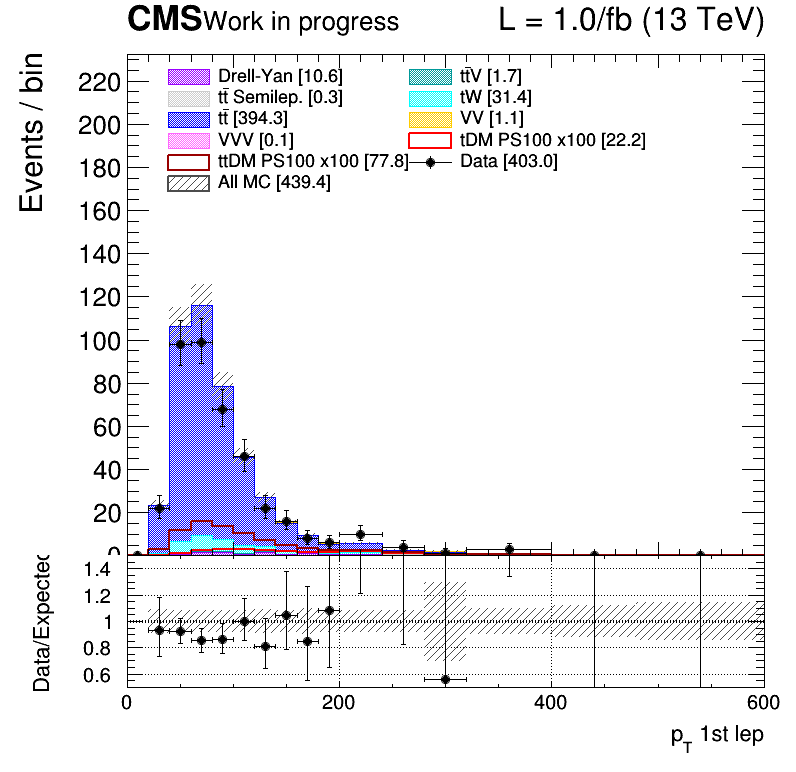 CMS Work in progress L = 1.0/fb (13 TeV)
Events / bin
220
200
180
160
140
120
100
80
60
40
20
0
Drell-Yan [10.6] tt̄V [1.7]
tt̄ Semilep. [0.3] tW [31.4]
tt̄ [394.3] VV [1.1]
VVV [0.1] tDM PS100 x100 [22.2]
ttDM PS100 x100 [77.8] Data [403.0]
All MC [439.4]
Data/Expected
1.4
1.2
1
0.8
0.6
0 200 400 600
p_T 1st lep